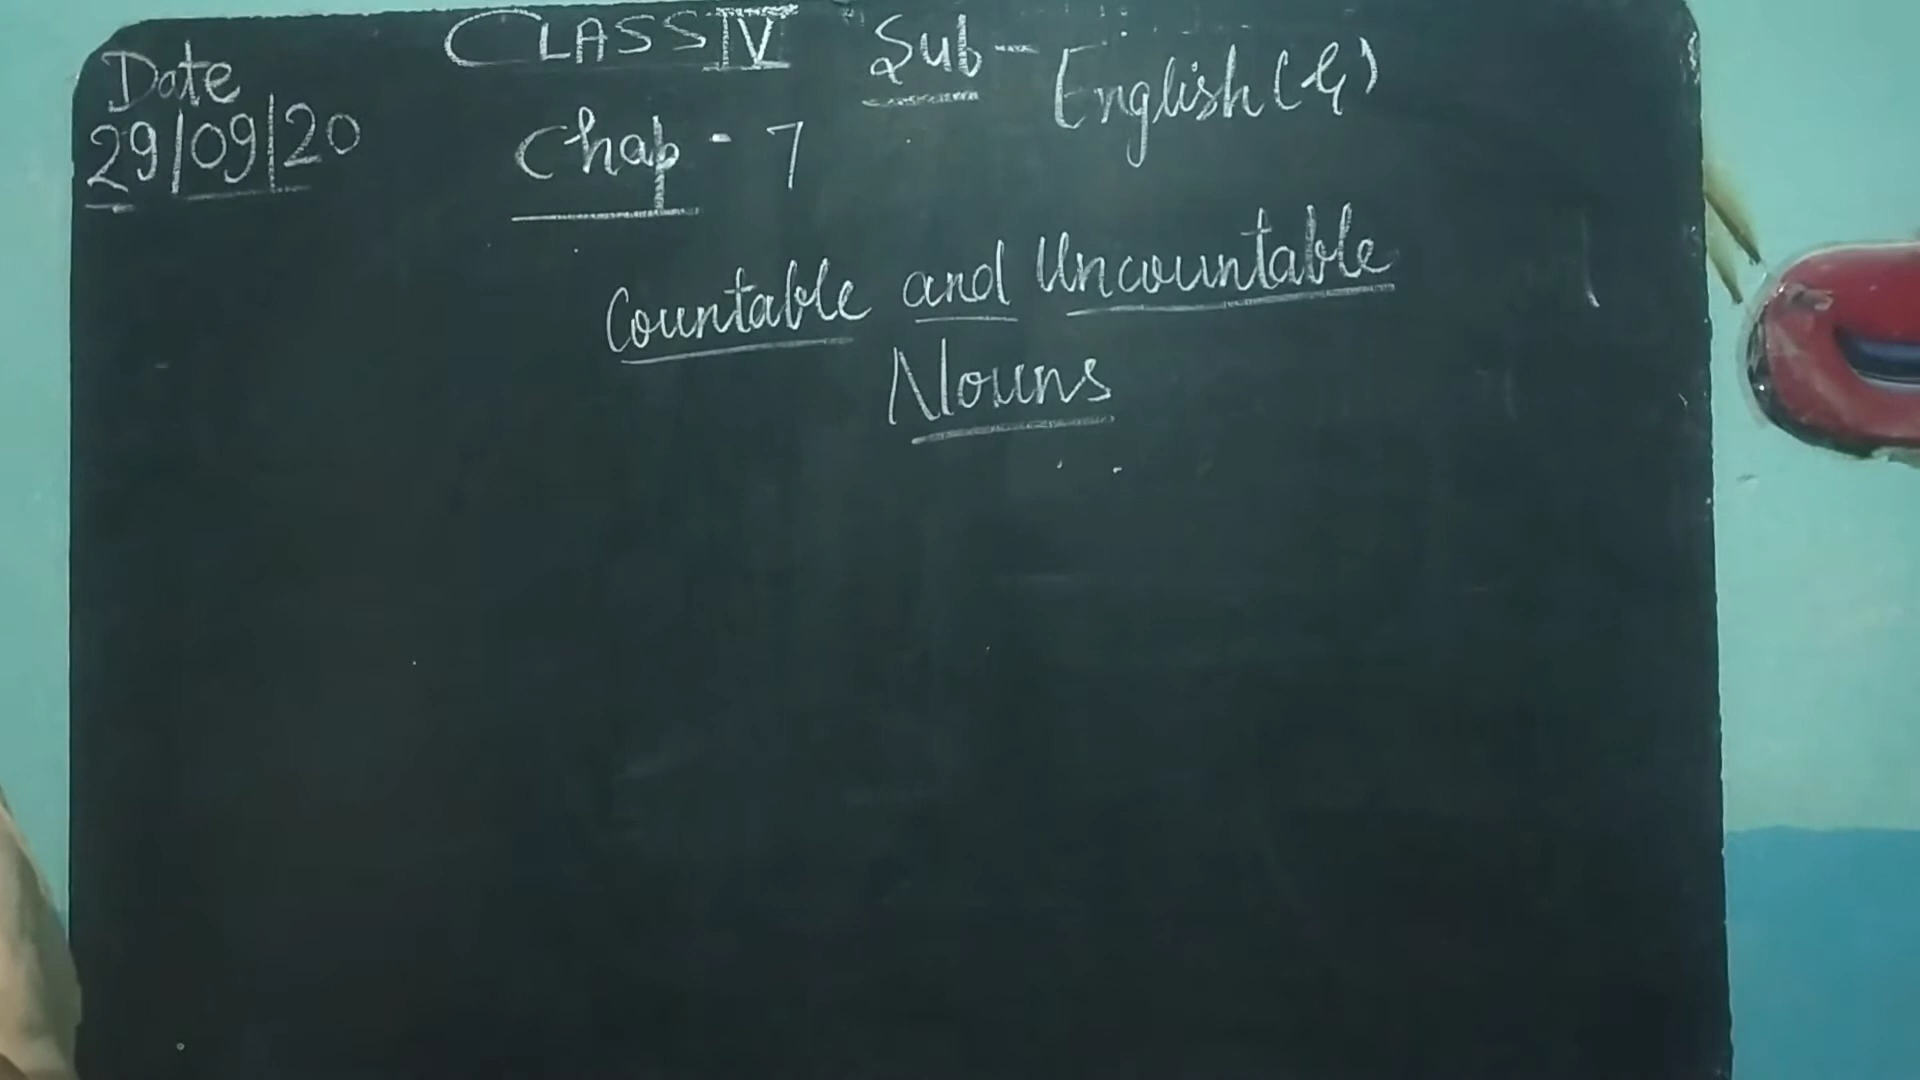 CLASS IV Sub- English (G)
Date
29/09/20
Chap - 7
Countable and Uncountable
Nouns